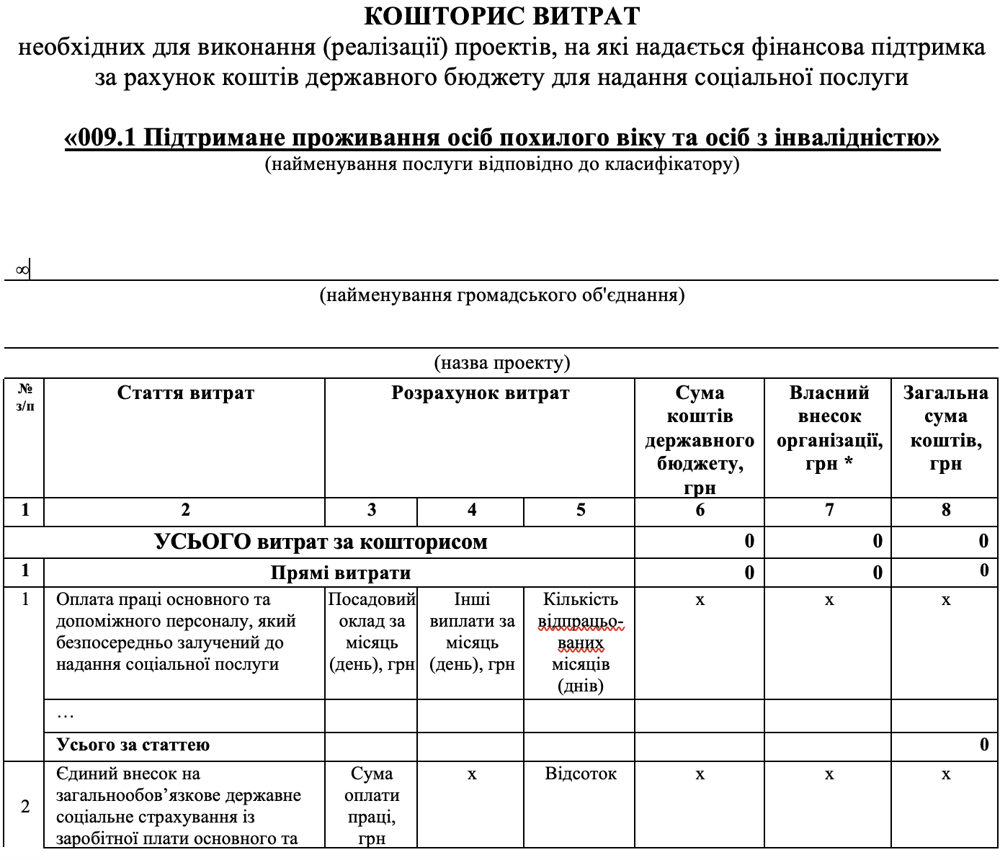 КОШТОРИС ВИТРАТ
необхідних для виконання (реалізації) проектів, на які надається фінансова підтримка
за рахунок коштів державного бюджету для надання соціальної послуги
«009.1 Підтримане проживання осіб похилого віку та осіб з інвалідністю»
(найменування послуги відповідно до класифікатору)
∞
(найменування громадського об'єднання)
(назва проекту)
№
з/п
Стаття витрат
Розрахунок витрат
Сума
коштів
державного
бюджету,
грн
Власний
внесок
організації,
грн *
Загальна
сума
коштів,
грн
1 2 3 4 5 6 7 8
УСЬОГО витрат за кошторисом 0 0 0
1 Прямі витрати 0 0 0
1
Оплата праці основного та
допоміжного персоналу, який
безпосередньо залучений до
надання соціальної послуги
Посадовий
оклад за
місяць
(день), грн
Інші
виплати за
місяць
(день), грн
Кількість
відпрацьо-
ваних
місяців
(днів)
х х х
…
Усього за статтею 0
2
Єдиний внесок на
загальнообов’язкове державне
соціальне страхування із
заробітної плати основного та
Сума
оплати
праці,
грн
х
Відсоток
х х х